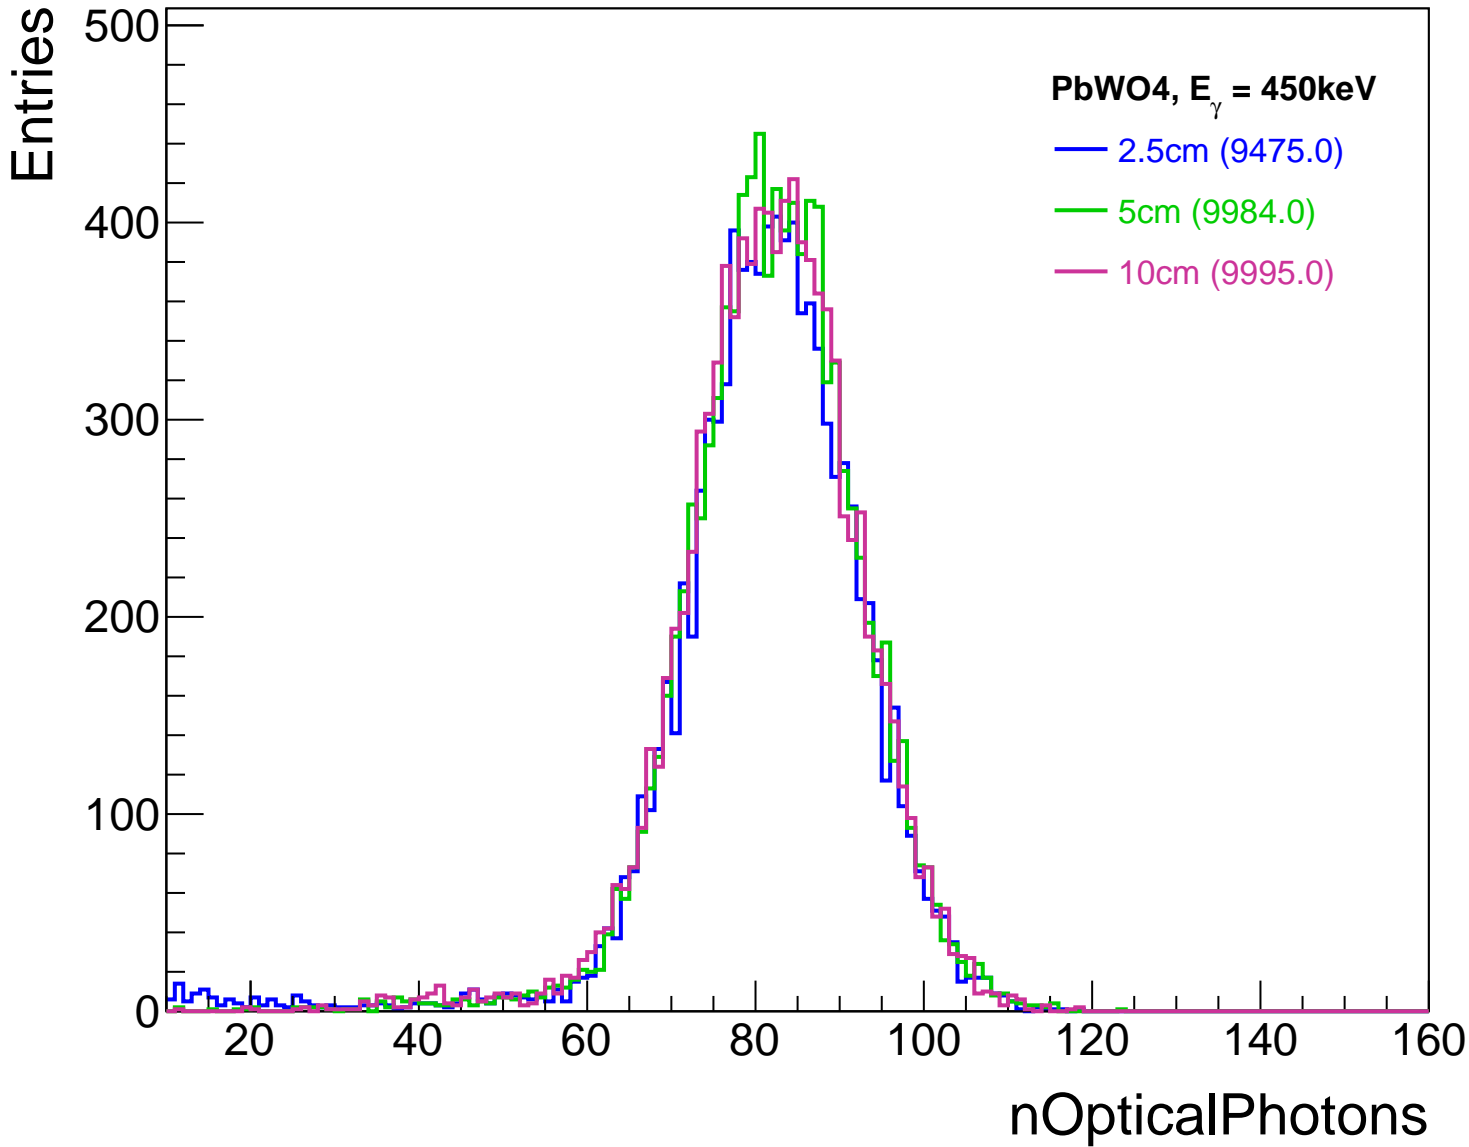 Entries
500
400
300
200
100
0
PbWO4, Eγ = 450keV
2.5cm (9475.0)
5cm (9984.0)
10cm (9995.0)
20 40 60 80 100 120 140 160
nOpticalPhotons